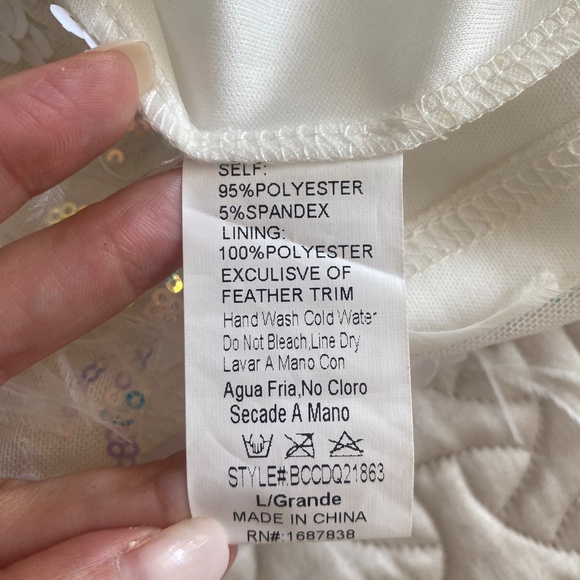 SELF:
95%POLYESTER
5%SPANDEX
LINING:
100%POLYESTER
EXCULISVE OF
FEATHER TRIM
Hand Wash Cold Water
Do Not Bleach,Line Dry
Lavar A Mano Con
Agua Fria,No Cloro
Secade A Mano
STYLE#:BCCDQ21863
L/Grande
MADE IN CHINA
RN#:1687838